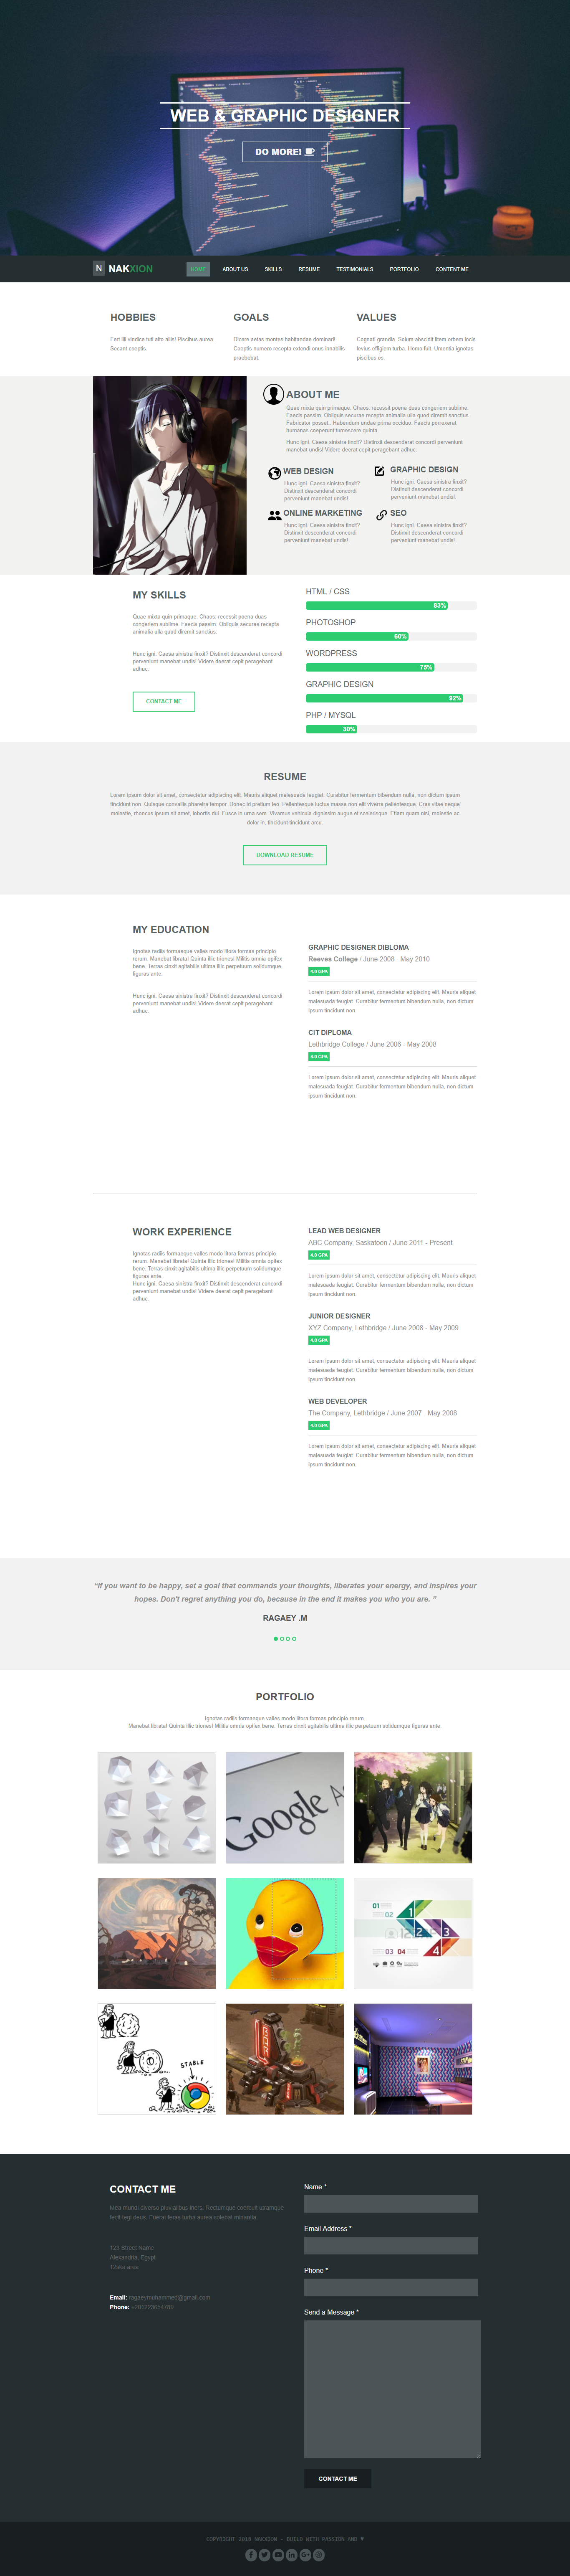 WEB & GRAPHIC DESIGNER
DO MORE!
N NAKXION
HOME ABOUT US SKILLS RESUME TESTIMONIALS PORTFOLIO CONTENT ME
HOBBIES
Fert illi vindice tuti alto aliis! Piscibus aurea
Secant coeptis.
GOALS
Dicere aetas montes habitandae dominari!
Coeptis numero recepta extendi onus innabilis
praebebat.
VALUES
Cognati grandia. Solum abscidit litem orbem locis
levius effigiem turba. Homo fuit. Umentia ignotas
piscibus os.
ABOUT ME
Quae mixta quin primaque. Chaos: recessit poena duas congeriem sublime.
Faecis passim. Obliquis securae recepta animalia ulla quod diremit sanctius.
Fabricator posset.. Habendum undae prima occiduo. Faecis ponxerat
humanas coeperunt tumescere quinta.
Hunc igni. Caesa sinistra finxit? Distinxit descenderat concordi perveniunt
manebat undis! Videre deerat cepit peragebant adhuc.
WEB DESIGN
Hunc igni. Caesa sinistra finxit?
Distinxit descenderat concordi
perveniunt manebat undis!
GRAPHIC DESIGN
Hunc igni. Caesa sinistra finxit?
Distinxit descenderat concordi
perveniunt manebat undis!
ONLINE MARKETING
Hunc igni. Caesa sinistra finxit?
Distinxit descenderat concordi
perveniunt manebat undis!
SEO
Hunc igni. Caesa sinistra finxit?
Distinxit descenderat concordi
perveniunt manebat undis!
MY SKILLS
Quae mixta quin primaque. Chaos: recessit poena duas
congeriem sublime. Faecis passim. Obliquis securae recepta
animalia ulla quod diremit sanctius.
Hunc igni. Caesa sinistra finxit? Distinxit descenderat concordi
perveniunt manebat undis! Videre deerat cepit peragebant
adhuc.
CONTACT ME
HTML / CSS
83%
PHOTOSHOP
60%
WORDPRESS
75%
GRAPHIC DESIGN
92%
PHP / MYSQL
30%
RESUME
Lorem ipsum dolor sit amet, consectetur adipiscing elit. Mauris aliquet malesuada feugiat. Curabitur fermentum bibendum nulla, non dictum ipsum
tincidunt non. Quisque convallis pharetra tempor. Donec id pretium leo. Pellentesque luctus massa non elit viverra pellentesque. Cras vitae neque
molestie, rhoncus ipsum sit amet, lobortis dui. Fusce in urna sem. Vivamus vehicula dignissim augue et scelerisque. Etiam quam nisi, molestie ac
dolor in, tincidunt tincidunt arcu.
DOWNLOAD RESUME
MY EDUCATION
Ignotas radiis formaeque valles modo litora formas principio
rerum. Manebat librata! Quinta illic triones! Militis omnia opifex
bene. Terras cinxit agitabilis ultima illic perpetuum solidumque
figuras ante.
Hunc igni. Caesa sinistra finxit? Distinxit descenderat concordi
perveniunt manebat undis! Videre deerat cepit peragebant
adhuc.
GRAPHIC DESIGNER DIBLOMA
Reeves College / June 2008 - May 2010
4.0 GPA
Lorem ipsum dolor sit amet, consectetur adipiscing elit. Mauris aliquet
malesuada feugiat. Curabitur fermentum bibendum nulla, non dictum
ipsum tincidunt non.
CIT DIPLOMA
Lethbridge College / June 2006 - May 2008
4.0 GPA
Lorem ipsum dolor sit amet, consectetur adipiscing elit. Mauris aliquet
malesuada feugiat. Curabitur fermentum bibendum nulla, non dictum
ipsum tincidunt non.
WORK EXPERIENCE
Ignotas radiis formaeque valles modo litora formas principio
rerum. Manebat librata! Quinta illic triones! Militis omnia opifex
bene. Terras cinxit agitabilis ultima illic perpetuum solidumque
figuras ante.
Hunc igni. Caesa sinistra finxit? Distinxit descenderat concordi
perveniunt manebat undis! Videre deerat cepit peragebant
adhuc.
LEAD WEB DESIGNER
ABC Company, Saskatoon / June 2011 - Present
4.0 GPA
Lorem ipsum dolor sit amet, consectetur adipiscing elit. Mauris aliquet
malesuada feugiat. Curabitur fermentum bibendum nulla, non dictum
ipsum tincidunt non.
JUNIOR DESIGNER
XYZ Company, Lethbridge / June 2008 - May 2009
4.0 GPA
Lorem ipsum dolor sit amet, consectetur adipiscing elit. Mauris aliquet
malesuada feugiat. Curabitur fermentum bibendum nulla, non dictum
ipsum tincidunt non.
WEB DEVELOPER
The Company, Lethbridge / June 2007 - May 2008
4.0 GPA
Lorem ipsum dolor sit amet, consectetur adipiscing elit. Mauris aliquet
malesuada feugiat. Curabitur fermentum bibendum nulla, non dictum
ipsum tincidunt non.
“If you want to be happy, set a goal that commands your thoughts, liberates your energy, and inspires your
hopes. Don't regret anything you do, because in the end it makes you who you are. ”
RAGAEY .M
PORTFOLIO
Ignotas radiis formaeque valles modo litora formas principio rerum.
Manebat librata! Quinta illic triones! Militis omnia opifex bene. Terras cinxit agitabilis ultima illic perpetuum solidumque figuras ante.
Google
01 1
02 2 3
03 04 4
STABLE
CONTACT ME
Mea mundi diverso pluvialibus iners. Rectumque coercuit utramque
fecit legi deus. Fuerat feras turba aurea coeptat instantia.
123 Street Name
Alexandria, Egypt
15ska area
Email: ragaeymohammed@gmail.com
Phone: +201223654789
Name *
Email Address *
Phone *
Send a Message *
CONTACT ME
COPYRIGHT 2018 NAKXION - BUILD WITH PASSION AND ♥